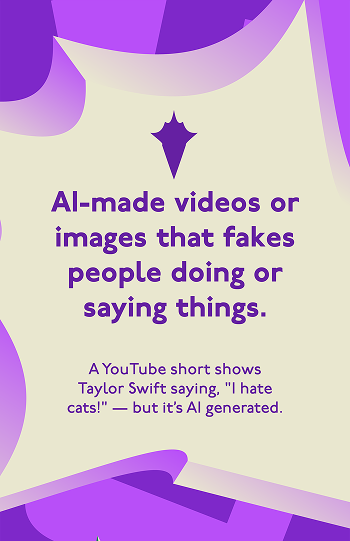 AI-made videos or
images that fakes
people doing or
saying things.
A YouTube short shows
Taylor Swift saying, "I hate
cats!" — but it's AI generated.